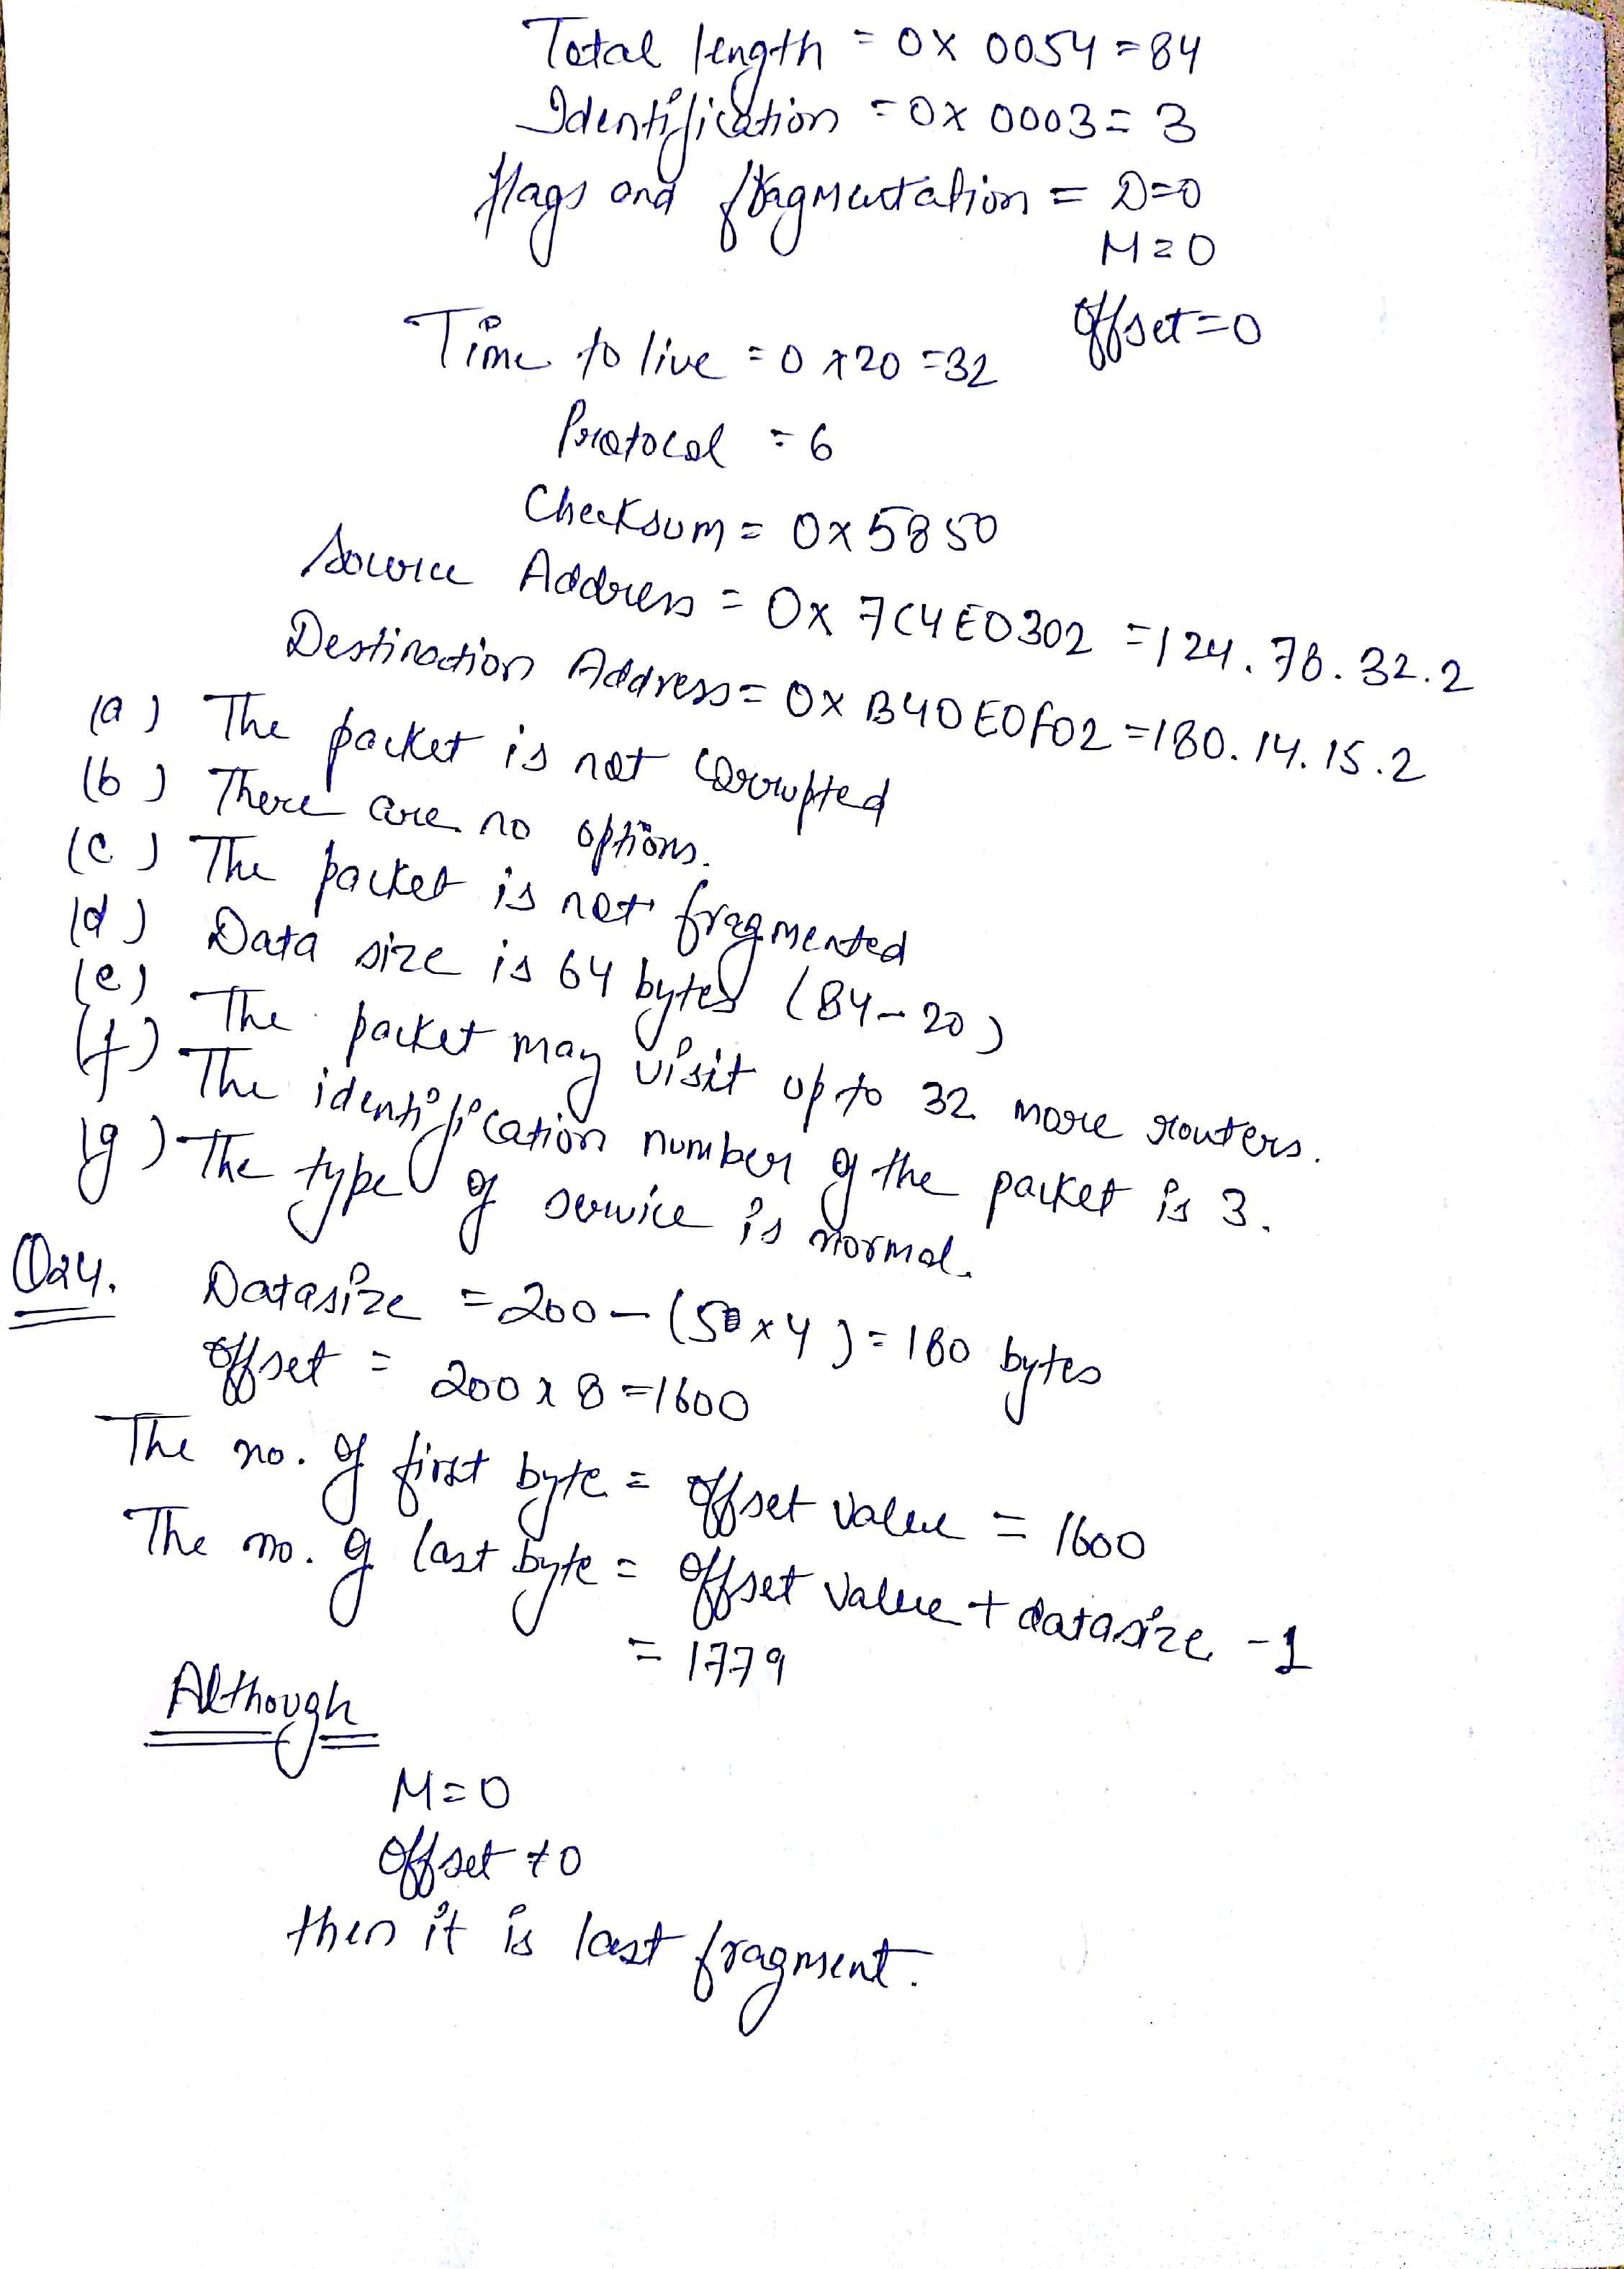 Total length = 0x 0054 = 84
Identification = 0x 0003 = 3
flags and fragmentation = D=0
M=0
offset=0
Time to live = 0x20 = 32
Protocol = 6
Checksum = 0x5850
Source Address = 0x 7C4E0302 = 124.78.32.2
Destination Address = 0x B40E0F02 = 180.14.15.2
(a) The packet is not corrupted
(b) There are no options.
(c) The packet is not fragmented
(d) Data size is 64 bytes (84-20)
(e) The packet may visit up to 32 more routers.
(f) The identification number of the packet is 3.
(g) The type of service is normal.
Q24. Datasize = 200 - (5×4) = 180 bytes
Offset = 200 x 8 = 1600
The no. of first byte = offset value = 1600
The no. of last byte = offset value + datasize - 1
= 1779
Although
M=0
offset ≠0
then it is last fragment.